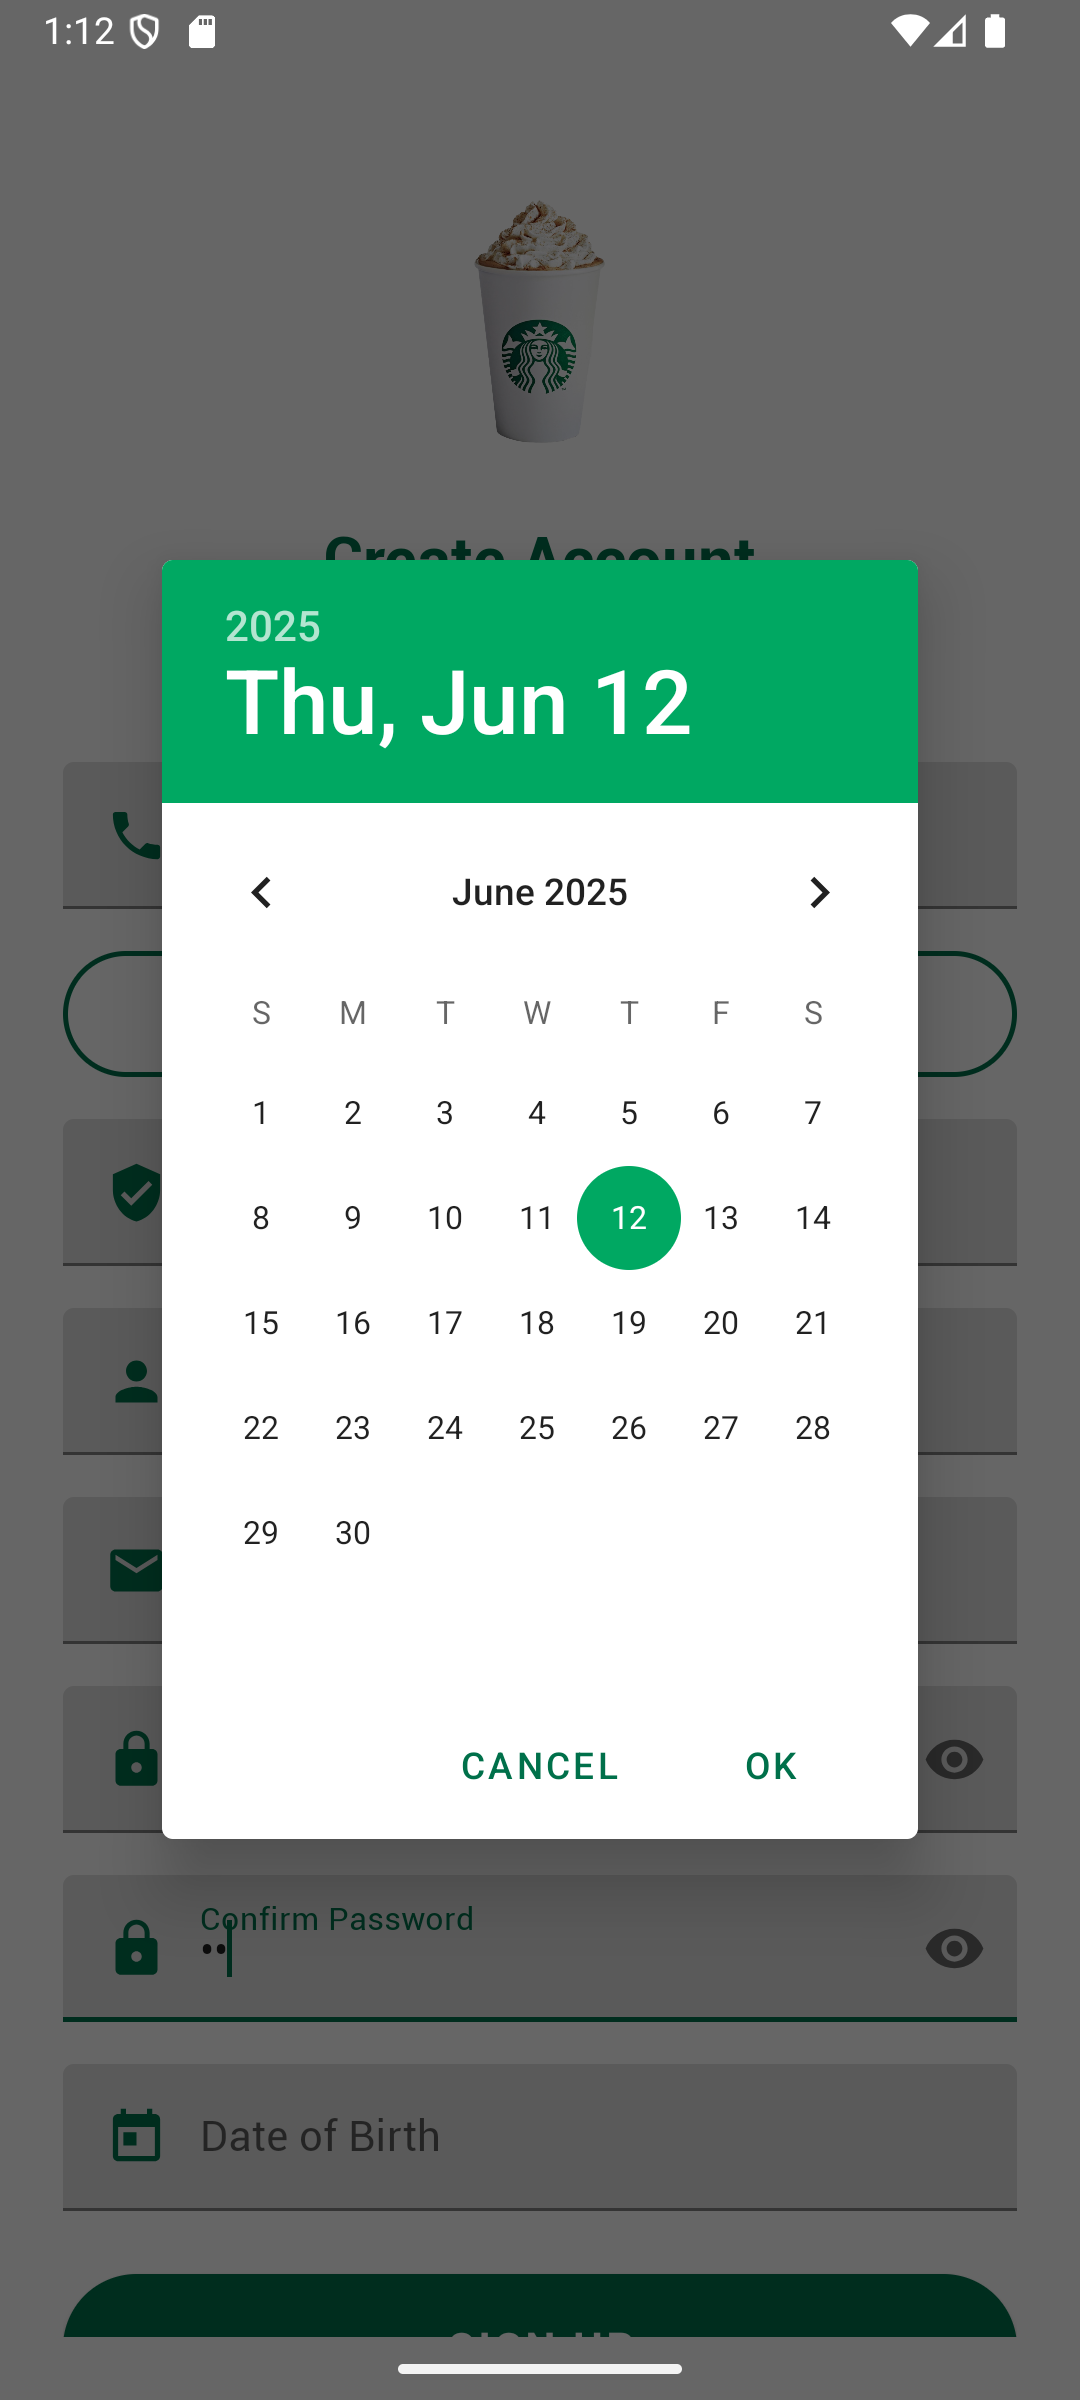 1:12
Create Account
2025
Thu, Jun 12
June 2025
S M T W T F S
1 2 3 4 5 6 7
8 9 10 11 12 13 14
15 16 17 18 19 20 21
22 23 24 25 26 27 28
29 30
CANCEL OK
Confirm Password
••
Date of Birth
SIGN UP